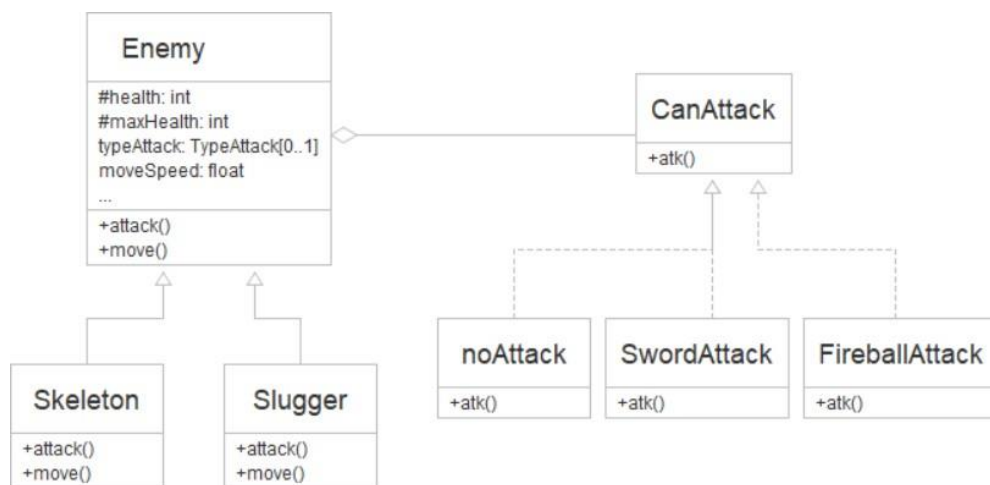 Enemy
#health: int
#maxHealth: int
typeAttack: TypeAttack[0..1]
moveSpeed: float
...
+attack()
+move()
CanAttack
+atk()
Skeleton
+attack()
+move()
Slugger
+attack()
+move()
noAttack
+atk()
SwordAttack
+atk()
FireballAttack
+atk()